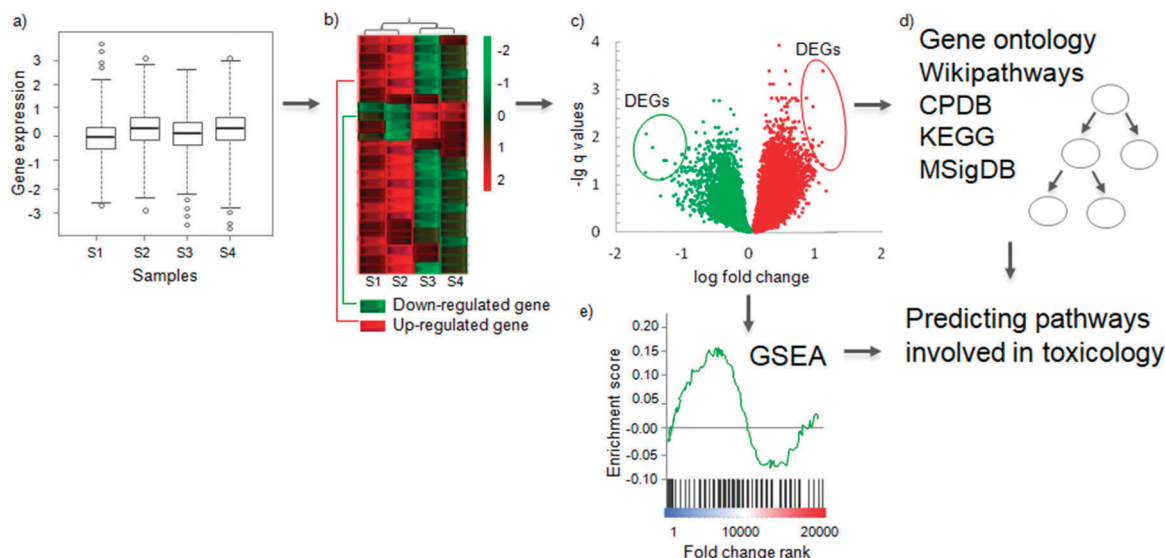 a)
Gene expression
3
2
1
0
-1
-2
-3
S1 S2 S3 S4
Samples
b)
-2
-1
0
1
2
S1 S2 S3 S4
Down-regulated gene
Up-regulated gene
c)
-lg q values
4
3
2
1
0
DEGs
DEGs
-2 -1 0 1 2
log fold change
d)
Gene ontology
Wikipathways
CPDB
KEGG
MSigDB
Predicting pathways
involved in toxicology
e)
GSEA
Enrichment score
0.20
0.15
0.10
0.05
-0.00
-0.05
-0.10
1 10000 20000
Fold change rank